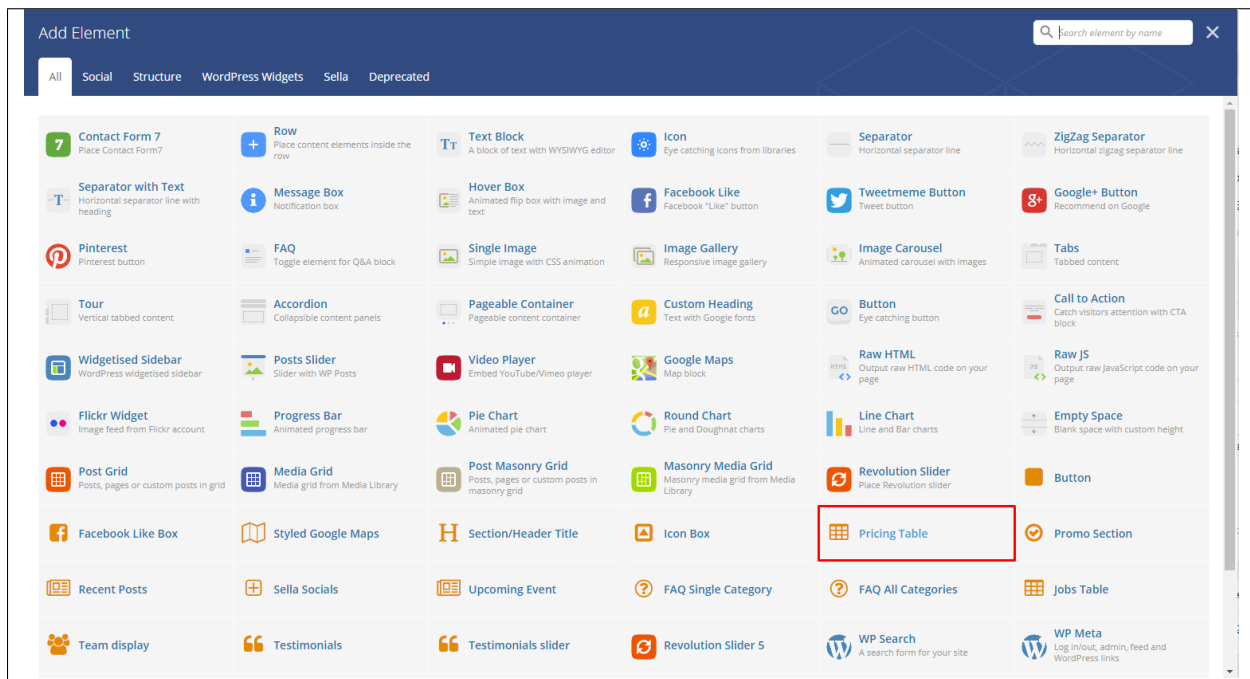 Add Element
Search element by name
All Social Structure WordPress Widgets Sella Deprecated
7
Contact Form 7
Place Contact Form7
Row
Place content elements inside the
row
Text Block
A block of text with WYSIWYG editor
Icon
Eye catching icons from libraries
Separator
Horizontal separator line
ZigZag Separator
Horizontal zigzag separator line
Separator with Text
Horizontal separator line with
heading
Message Box
Notification box
Hover Box
Animated flip box with image and
text
Facebook Like
Facebook "Like" button
Tweetmeme Button
Tweet button
Google+ Button
Recommend on Google
Pinterest
Pinterest button
FAQ
Toggle element for Q&A block
Single Image
Simple image with CSS animation
Image Gallery
Responsive image gallery
Image Carousel
Animated carousel with images
Tabs
Tabbed content
Tour
Vertical tabbed content
Accordion
Collapsible content panels
Pageable Container
Pageable content container
Custom Heading
Text with Google fonts
GO
Button
Eye catching button
Call to Action
Catch visitors attention with CTA
block
Widgetised Sidebar
WordPress widgetised sidebar
Posts Slider
Slider with WP Posts
Video Player
Embed YouTube/Vimeo player
Google Maps
Map block
Raw HTML
Output raw HTML code on your
page
Raw JS
Output raw JavaScript code on your
page
Flickr Widget
Image feed from Flickr account
Progress Bar
Animated progress bar
Pie Chart
Animated pie chart
Round Chart
Pie and Doughnat charts
Line Chart
Line and Bar charts
Empty Space
Blank space with custom height
Post Grid
Posts, pages or custom posts in grid
Media Grid
Media grid from Media Library
Post Masonry Grid
Posts, pages or custom posts in
masonry grid
Masonry Media Grid
Masonry media grid from Media
Library
Revolution Slider
Place Revolution slider
Button
Facebook Like Box
Styled Google Maps
Section/Header Title
Icon Box
Pricing Table
Promo Section
Recent Posts
Sella Socials
Upcoming Event
FAQ Single Category
FAQ All Categories
Jobs Table
Team display
Testimonials
Testimonials slider
Revolution Slider 5
WP Search
A search form for your site
WP Meta
Log in/out, admin, feed and
WordPress links